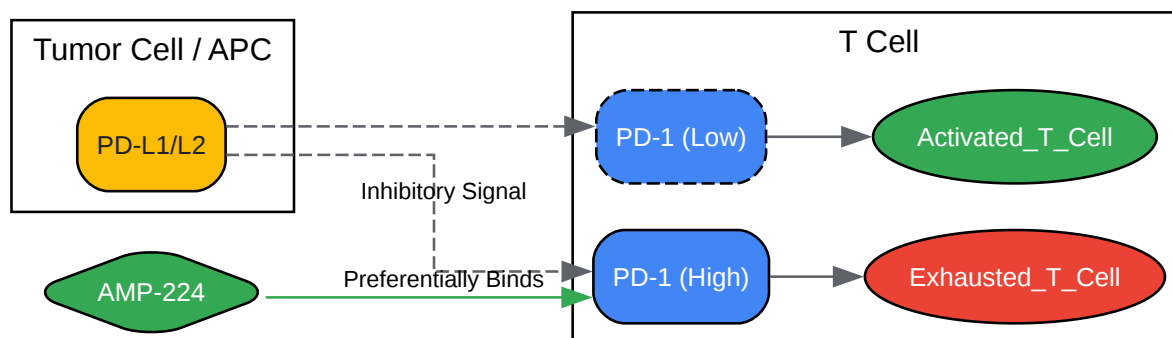 Tumor Cell / APC
T Cell
PD-L1/L2
PD-1 (Low)
Activated_T_Cell
Inhibitory Signal
AMP-224
Preferentially Binds
PD-1 (High)
Exhausted_T_Cell